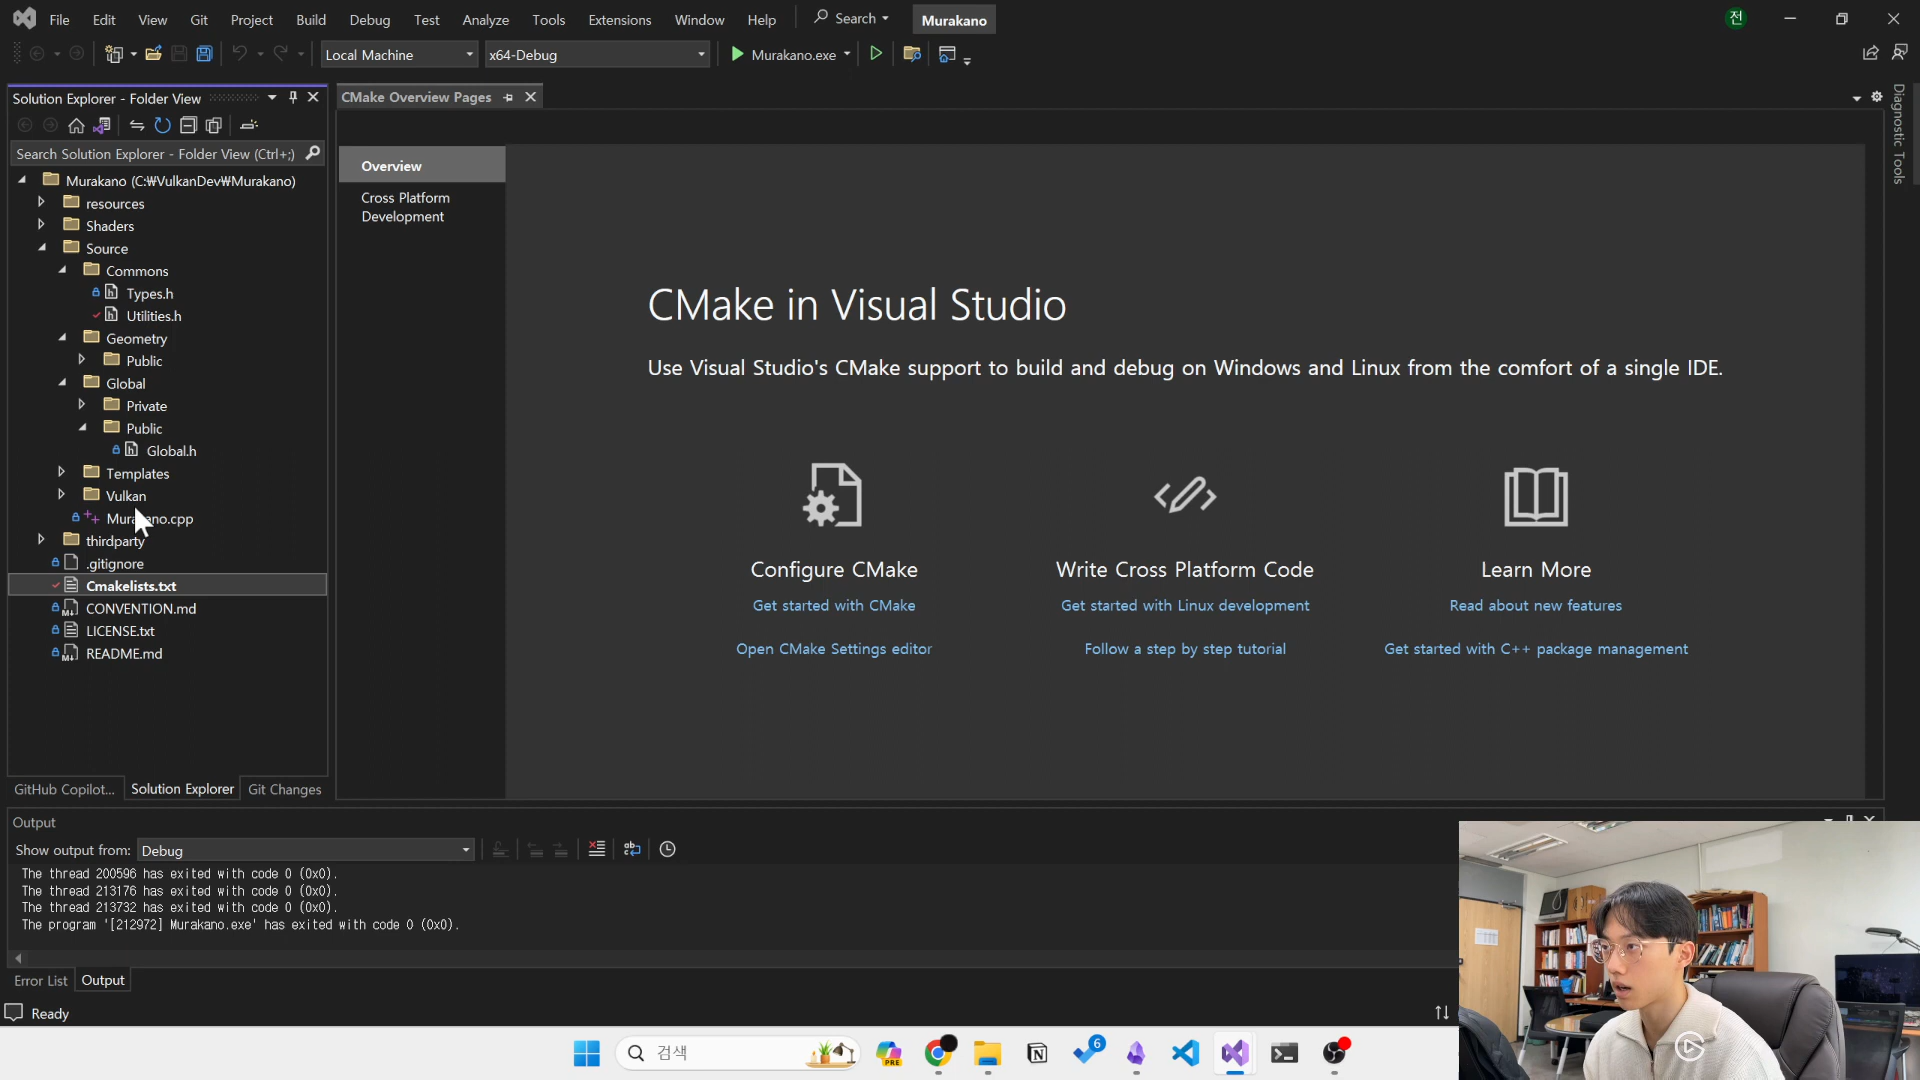 File Edit View Git Project Build Debug Test Analyze Tools Extensions Window Help Search Murakano 전
Local Machine x64-Debug Murakano.exe
Solution Explorer - Folder View
Search Solution Explorer - Folder View (Ctrl+;)
Murakano (C:₩VulkanDev₩Murakano)
resources
Shaders
Source
Commons
Types.h
Utilities.h
Geometry
Public
Global
Private
Public
Global.h
Templates
Vulkan
Murakano.cpp
thirdparty
.gitignore
Cmakelists.txt
CONVENTION.md
LICENSE.txt
README.md
GitHub Copilot... Solution Explorer Git Changes
CMake Overview Pages
Overview
Cross Platform
Development
CMake in Visual Studio
Use Visual Studio's CMake support to build and debug on Windows and Linux from the comfort of a single IDE.
Configure CMake
Get started with CMake
Open CMake Settings editor
Write Cross Platform Code
Get started with Linux development
Follow a step by step tutorial
Learn More
Read about new features
Get started with C++ package management
Diagnostic Tools
Output
Show output from: Debug
The thread 200596 has exited with code 0 (0x0).
The thread 213176 has exited with code 0 (0x0).
The thread 213732 has exited with code 0 (0x0).
The program '[212972] Murakano.exe' has exited with code 0 (0x0).
Error List Output
Ready
검색
PRE
6